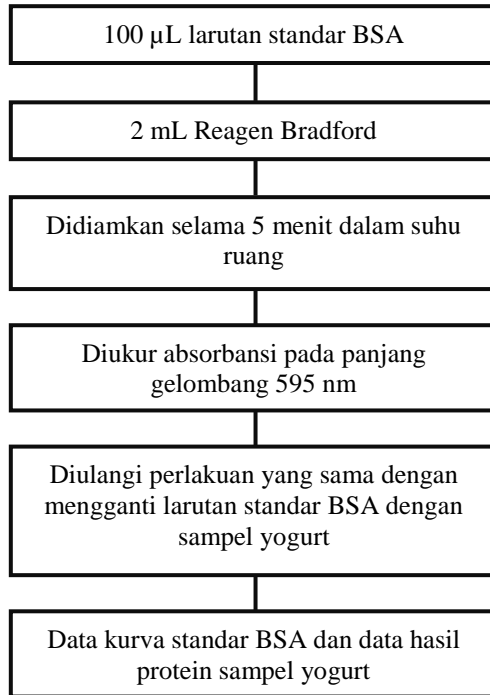 100 µL larutan standar BSA
2 mL Reagen Bradford
Didiamkan selama 5 menit dalam suhu
ruang
Diukur absorbansi pada panjang
gelombang 595 nm
Diulangi perlakuan yang sama dengan
mengganti larutan standar BSA dengan
sampel yogurt
Data kurva standar BSA dan data hasil
protein sampel yogurt